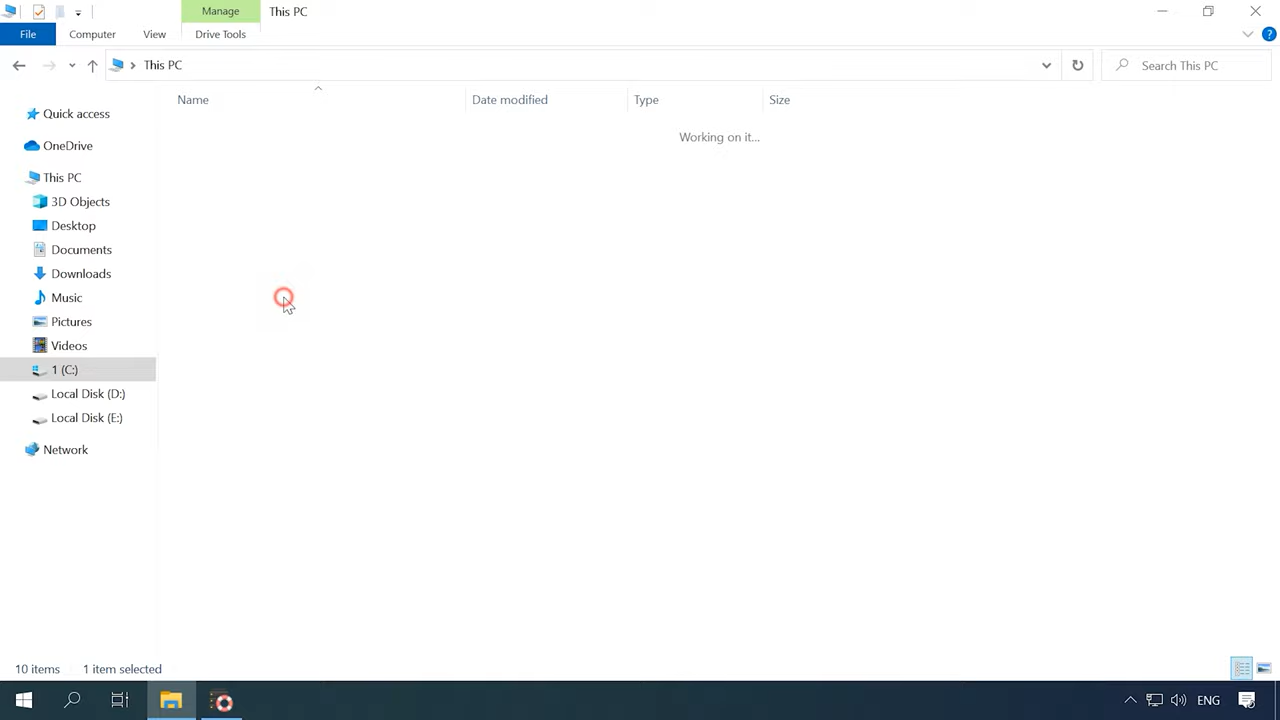 Manage
This PC
File
Computer
View
Drive Tools
This PC
Search This PC
Name
Date modified
Type
Size
Working on it...
Quick access
OneDrive
This PC
3D Objects
Desktop
Documents
Downloads
Music
Pictures
Videos
1 (C:)
Local Disk (D:)
Local Disk (E:)
Network
10 items
1 item selected
ENG